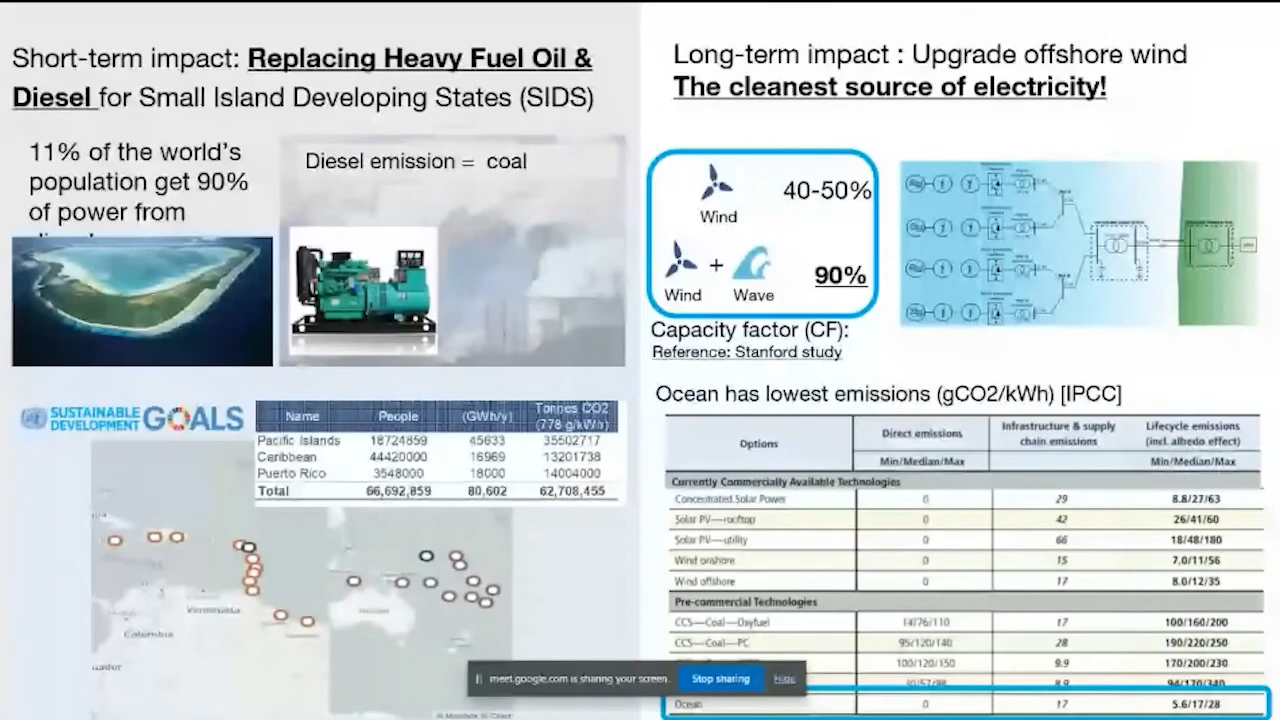 Short-term impact: Replacing Heavy Fuel Oil &
Diesel for Small Island Developing States (SIDS)
11% of the world's
population get 90%
of power from
Diesel emission = coal
SUSTAINABLE
DEVELOPMENT GOALS
Name People (GWh/y) Tonnes CO2
(778 g/kWh)
Pacific Islands 18724859 45633 35502717
Caribbean 44420000 16969 13201738
Puerto Rico 3548000 18000 14004000
Total 66,692,859 80,602 62,708,455
Venezuela
Colombia
Long-term impact : Upgrade offshore wind
The cleanest source of electricity!
40-50%
Wind
+
90%
Wind Wave
Capacity factor (CF):
Reference: Stanford study
Ocean has lowest emissions (gCO2/kWh) [IPCC]
Options Direct emissions Infrastructure & supply chain emissions Lifecycle emissions (incl. albedo effect)
Min/Median/Max Min/Median/Max
Currently Commercially Available Technologies
Concentrated Solar Power 0 29 8.8/27/63
Solar PV—rooftop 0 42 26/41/60
Solar PV—utility 0 66 18/48/180
Wind onshore 0 15 7.0/11/56
Wind offshore 0 17 8.0/12/35
Pre-commercial Technologies
CCS—Coal—Oxyfuel 14/76/110 17 100/160/200
CCS—Coal—PC 95/120/140 28 190/220/250
100/120/150 9.9 170/200/230
30/57/98 8.9 94/170/340
Ocean 0 17 5.6/17/28
meet.google.com is sharing your screen. Stop sharing Hide